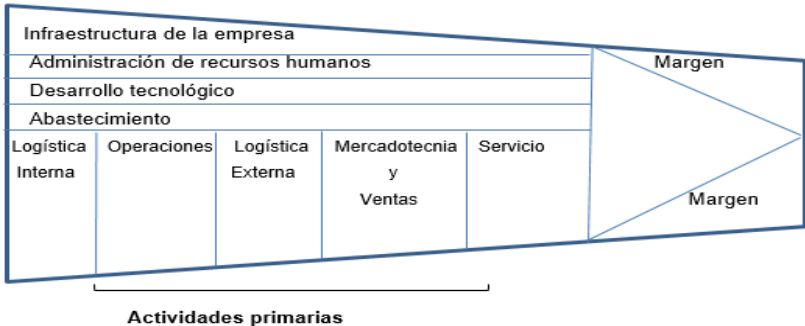 Infraestructura de la empresa
Administración de recursos humanos
Desarrollo tecnológico
Abastecimiento
Margen
Logística
Interna
Operaciones
Logística
Externa
Mercadotecnia
y
Ventas
Servicio
Margen
Actividades primarias